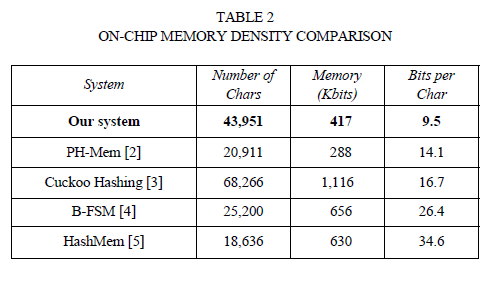 TABLE 2
ON-CHIP MEMORY DENSITY COMPARISON
System Number of Chars Memory (Kbits) Bits per Char
Our system 43,951 417 9.5
PH-Mem [2] 20,911 288 14.1
Cuckoo Hashing [3] 68,266 1,116 16.7
B-FSM [4] 25,200 656 26.4
HashMem [5] 18,636 630 34.6